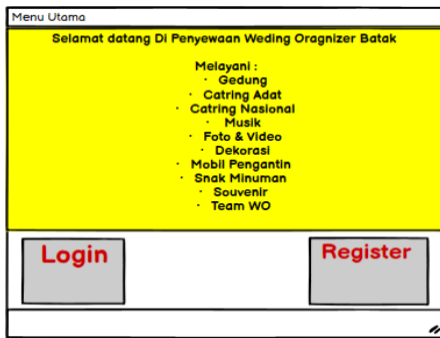 Menu Utama
Selamat datang Di Penyewaan Weding Oragnizer Batak
Melayani :
· Gedung
· Catring Adat
· Catring Nasional
· Musik
· Foto & Video
· Dekorasi
· Mobil Pengantin
· Snak Minuman
· Souvenir
· Team WO
Login
Register